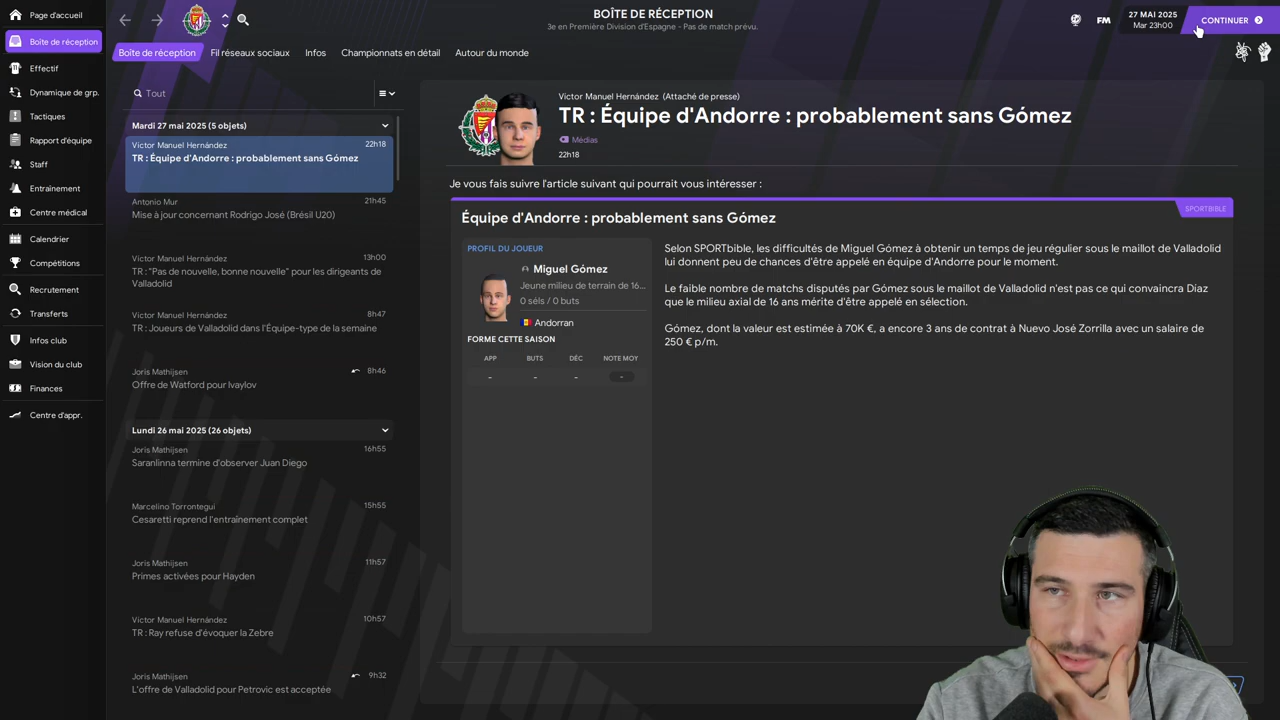 Page d'accueil
Boîte de réception
Effectif
Dynamique de grp.
Tactiques
Rapport d'équipe
Staff
Entraînement
Centre médical
Calendrier
Compétitions
Recrutement
Transferts
Infos club
Vision du club
Finances
Centre d'appr.
BOÎTE DE RÉCEPTION
3e en Première Division d'Espagne - Pas de match prévu.
FM
27 MAI 2025
Mar 23h00
CONTINUER
Boîte de réception
Fil réseaux sociaux
Infos
Championnats en détail
Autour du monde
Tout
Mardi 27 mai 2025 (5 objets)
Víctor Manuel Hernández 22h18
TR : Équipe d'Andorre : probablement sans Gómez
Antonio Mur 21h45
Mise à jour concernant Rodrigo José (Brésil U20)
Víctor Manuel Hernández 13h00
TR : "Pas de nouvelle, bonne nouvelle" pour les dirigeants de
Valladolid
Víctor Manuel Hernández 8h47
TR : Joueurs de Valladolid dans l'Équipe-type de la semaine
Joris Mathijsen 8h46
Offre de Watford pour Ivaylov
Lundi 26 mai 2025 (26 objets)
Joris Mathijsen 16h55
Saranlinna termine d'observer Juan Diego
Marcelino Torrontegui 15h55
Cesaretti reprend l'entraînement complet
Joris Mathijsen 11h57
Primes activées pour Hayden
Víctor Manuel Hernández 10h57
TR : Ray refuse d'évoquer la Zebre
Joris Mathijsen 9h32
L'offre de Valladolid pour Petrovic est acceptée
Víctor Manuel Hernández (Attaché de presse)
TR : Équipe d'Andorre : probablement sans Gómez
Médias
22h18
Je vous fais suivre l'article suivant qui pourrait vous intéresser :
Équipe d'Andorre : probablement sans Gómez
SPORTBIBLE
PROFIL DU JOUEUR
Miguel Gómez
Jeune milieu de terrain de 16...
0 séls / 0 buts
Andorran
FORME CETTE SAISON
APP BUTS DÉC NOTE MOY
- - - -
Selon SPORTbible, les difficultés de Miguel Gómez à obtenir un temps de jeu régulier sous le maillot de Valladolid
lui donnent peu de chances d'être appelé en équipe d'Andorre pour le moment.
Le faible nombre de matchs disputés par Gómez sous le maillot de Valladolid n'est pas ce qui convaincra Diaz
que le milieu axial de 16 ans mérite d'être appelé en sélection.
Gómez, dont la valeur est estimée à 70K €, a encore 3 ans de contrat à Nuevo José Zorrilla avec un salaire de
250 € p/m.